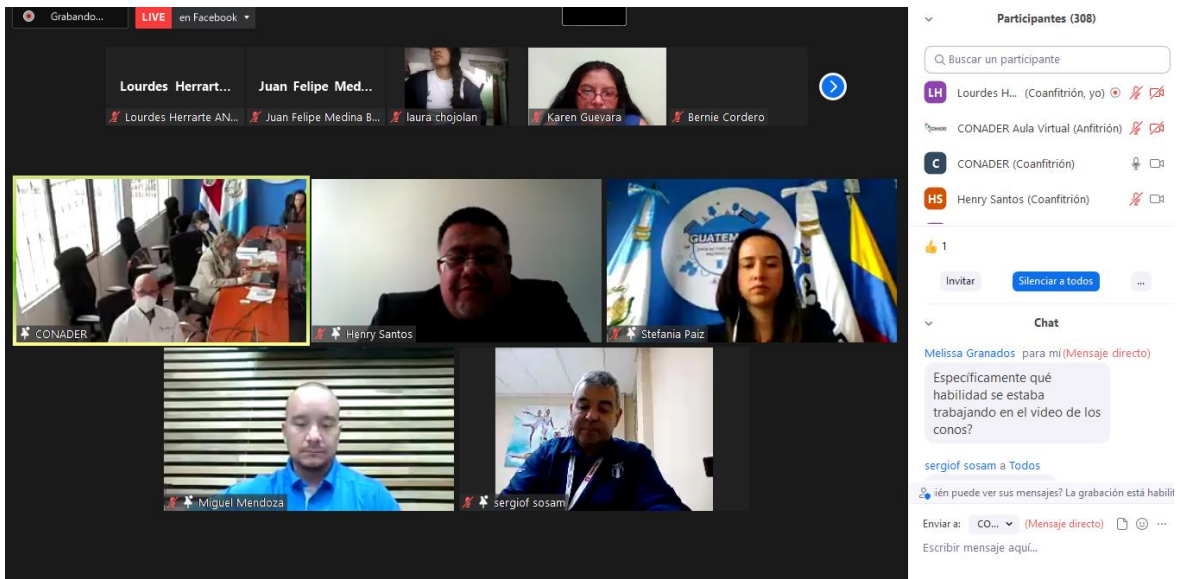 Grabando...
LIVE en Facebook
Lourdes Herrart...
Juan Felipe Med...
Lourdes Herrarte AN...
Juan Felipe Medina B...
laura chojolan
Karen Guevara
Bernie Cordero
GUATEM
CONADER
Henry Santos
Stefania Paiz
Miguel Mendoza
sergiof sosam
Participantes (308)
Buscar un participante
LH Lourdes H... (Coanfitrión, yo)
CONADER Aula Virtual (Anfitrión)
C CONADER (Coanfitrión)
HS Henry Santos (Coanfitrión)
1
Invitar Silenciar a todos ...
Chat
Melissa Granados para mí (Mensaje directo)
Específicamente qué
habilidad se estaba
trabajando en el video de los
conos?
sergiof sosam a Todos
ién puede ver sus mensajes? La grabación está habilit
Enviar a: CO... (Mensaje directo) ...
Escribir mensaje aquí...